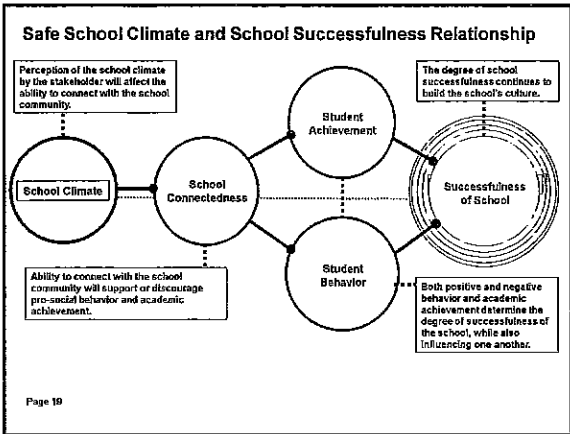 Safe School Climate and School Successfulness Relationship
Perception of the school climate
by the stakeholder will affect the
ability to connect with the school
community.
The degree of school
successfulness continues to
build the school's culture.
Student
Achievement
School Climate
School
Connectedness
Successfulness
of School
Student
Behavior
Ability to connect with the school
community will support or discourage
pro-social behavior and academic
achievement.
Both positive and negative
behavior and academic
achievement determine the
degree of successfulness of
the school, while also
influencing one another.
Page 19